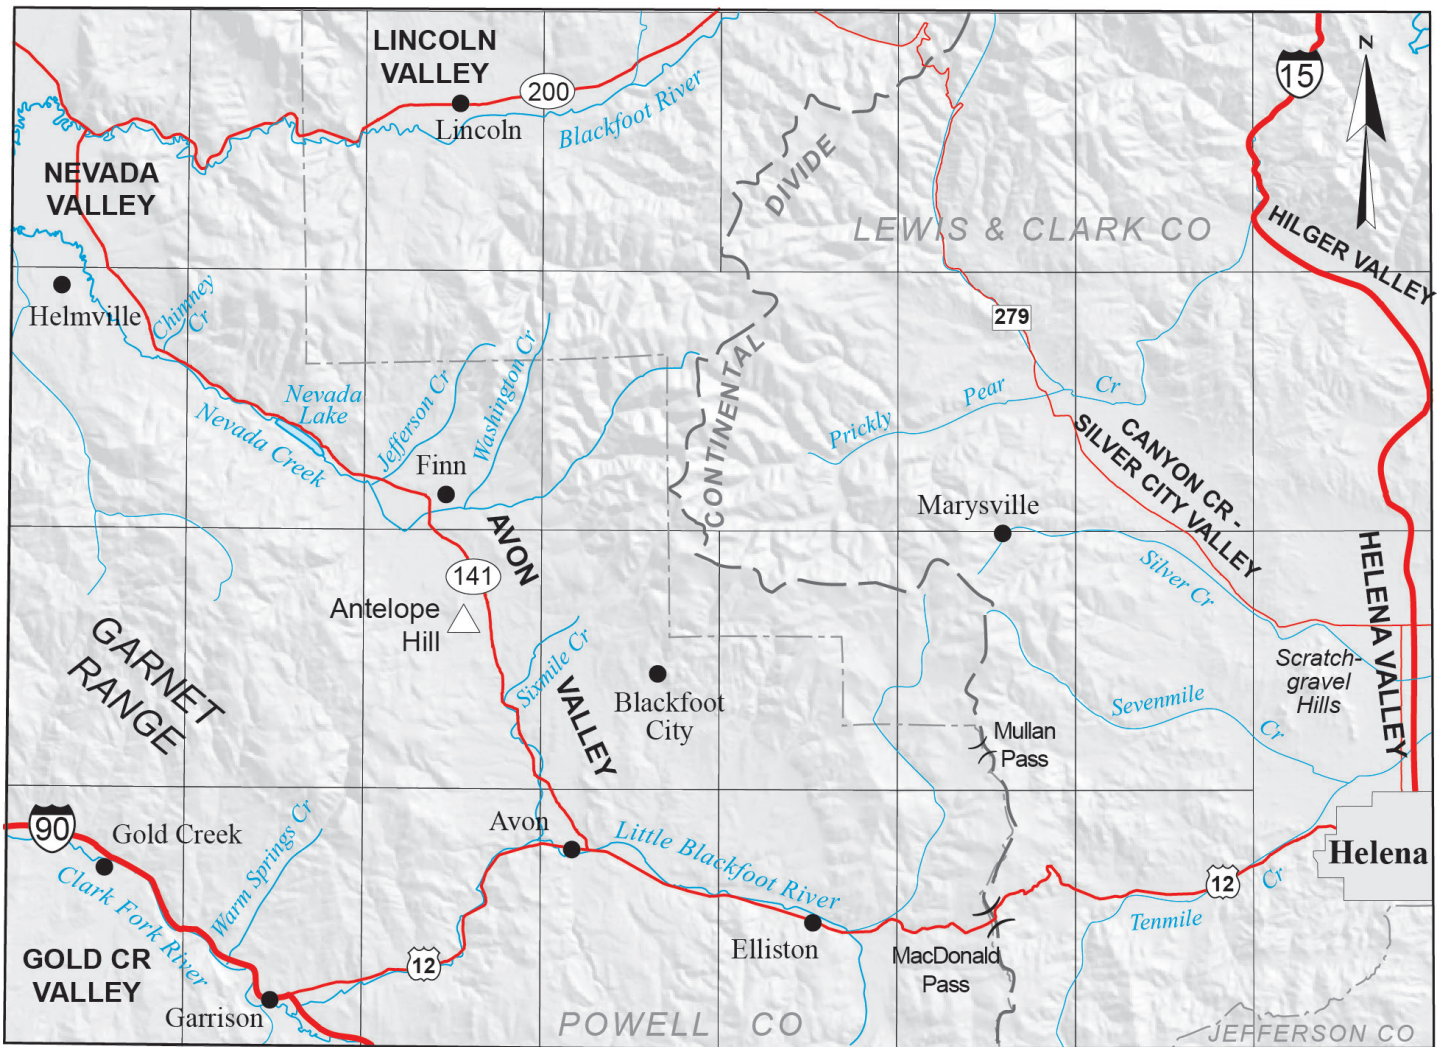 LINCOLN
VALLEY
200
Lincoln
Blackfoot River
15
N
DIVIDE
NEVADA
VALLEY
LEWIS & CLARK CO
HILGER VALLEY
Helmville
Chimney
Cr
279
CONTINENTAL
Nevada
Lake
Nevada Creek
Jefferson Cr
Washington Cr
Finn
Prickly
Pear
Cr
CANYON CR -
SILVER CITY VALLEY
Marysville
AVON
VALLEY
141
Antelope
Hill
Silver Cr
HELENA VALLEY
GARNET
RANGE
Sixmile Cr
Blackfoot
City
Scratch-
gravel
Hills
Sevenmile
Cr
Mullan
Pass
90
Gold Creek
Warm Springs Cr
Avon
Little Blackfoot River
Helena
12
Cr
Tenmile
Clark Fork River
Elliston
MacDonald
Pass
GOLD CR
VALLEY
12
Garrison
POWELL CO
JEFFERSON CO